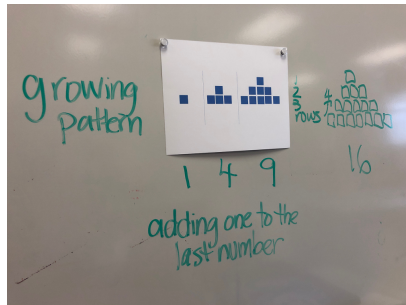 growing
pattern
1
2
3
rows
4
1 4 9
16
adding one to the
last number